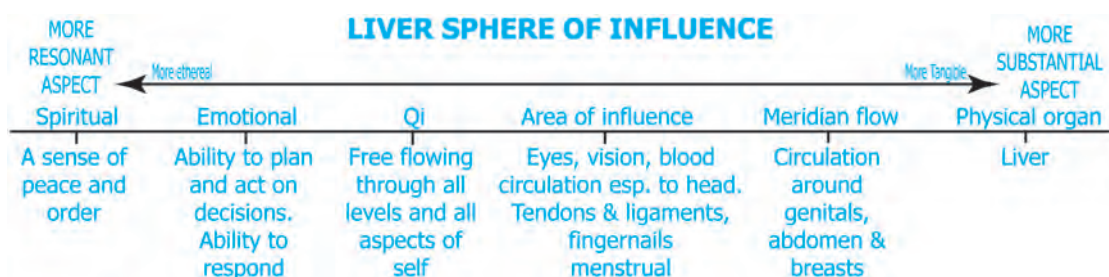 LIVER SPHERE OF INFLUENCE
MORE
RESONANT
ASPECT
More ethereal
More Tangible
MORE
SUBSTANTIAL
ASPECT
Spiritual Emotional Qi Area of influence Meridian flow Physical organ
A sense of
peace and
order
Ability to plan
and act on
decisions.
Ability to
respond
Free flowing
through all
levels and all
aspects of
self
Eyes, vision, blood
circulation esp. to head.
Tendons & ligaments,
fingernails
menstrual
Circulation
around
genitals,
abdomen &
breasts
Liver